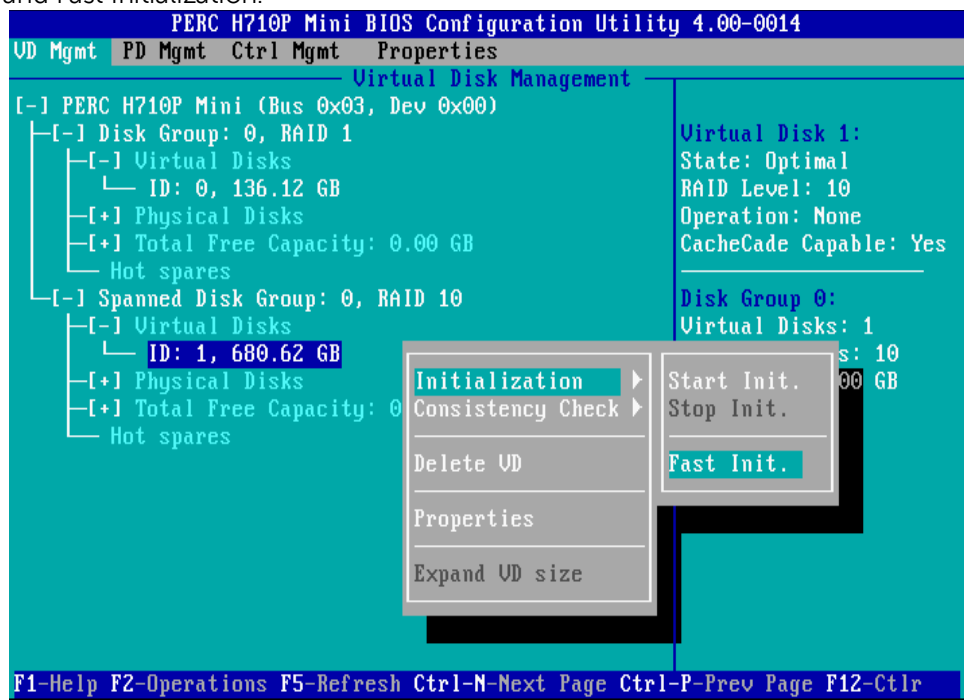 and Fast Initialization.
PERC H710P Mini BIOS Configuration Utility 4.00-0014
VD Mgmt PD Mgmt Ctrl Mgmt Properties
Virtual Disk Management
[-] PERC H710P Mini (Bus 0x03, Dev 0x00)
[-] Disk Group: 0, RAID 1
[-] Virtual Disks
ID: 0, 136.12 GB
[+] Physical Disks
[+] Total Free Capacity: 0.00 GB
Hot spares
[-] Spanned Disk Group: 0, RAID 10
[-] Virtual Disks
ID: 1, 680.62 GB
[+] Physical Disks
[+] Total Free Capacity: 0
Hot spares
Virtual Disk 1:
State: Optimal
RAID Level: 10
Operation: None
CacheCade Capable: Yes
Disk Group 0:
Virtual Disks: 1
s: 10
00 GB
Initialization
Consistency Check
Delete VD
Properties
Expand VD size
Start Init.
Stop Init.
Fast Init.
F1-Help F2-Operations F5-Refresh Ctrl-N-Next Page Ctrl-P-Prev Page F12-Ctlr